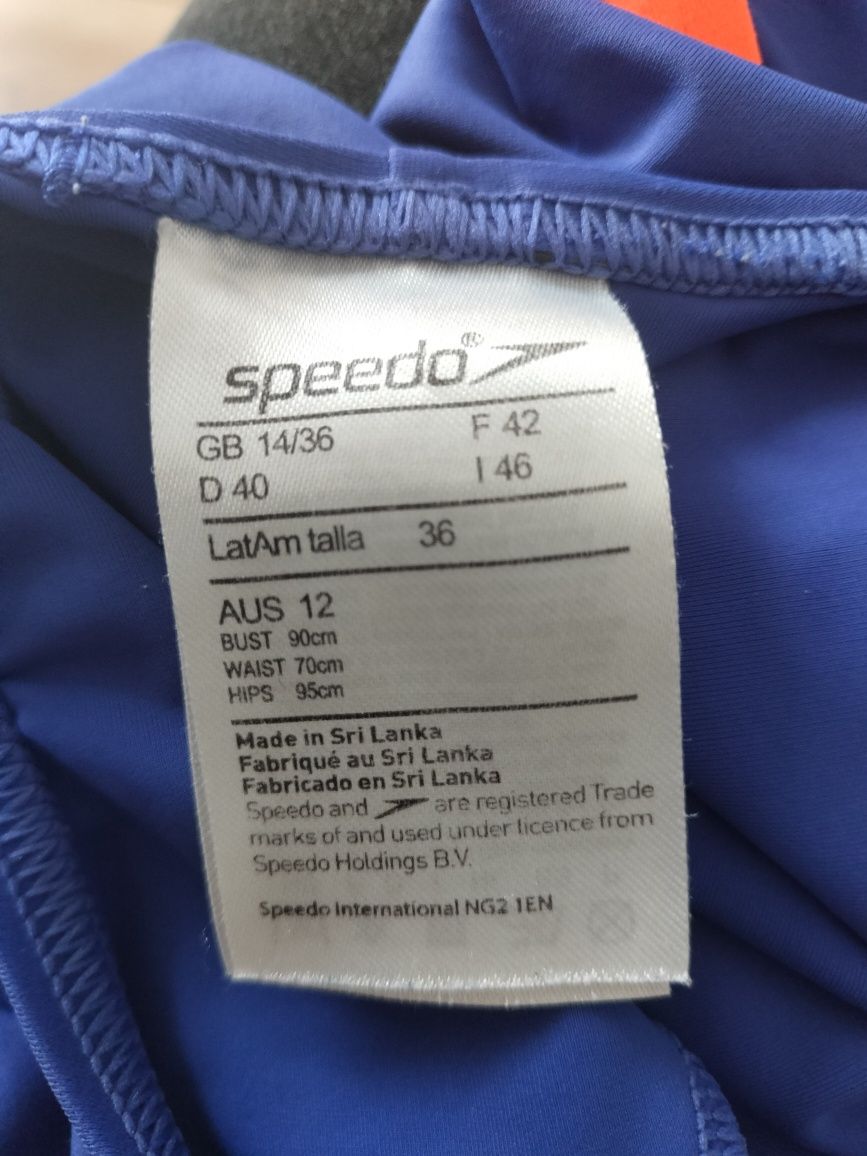 speedo®
GB 14/36 F 42
D 40 I 46
LatAm talla 36
AUS 12
BUST 90cm
WAIST 70cm
HIPS 95cm
Made in Sri Lanka
Fabriqué au Sri Lanka
Fabricado en Sri Lanka
Speedo and are registered Trade
marks of and used under licence from
Speedo Holdings B.V.
Speedo International NG2 1EN